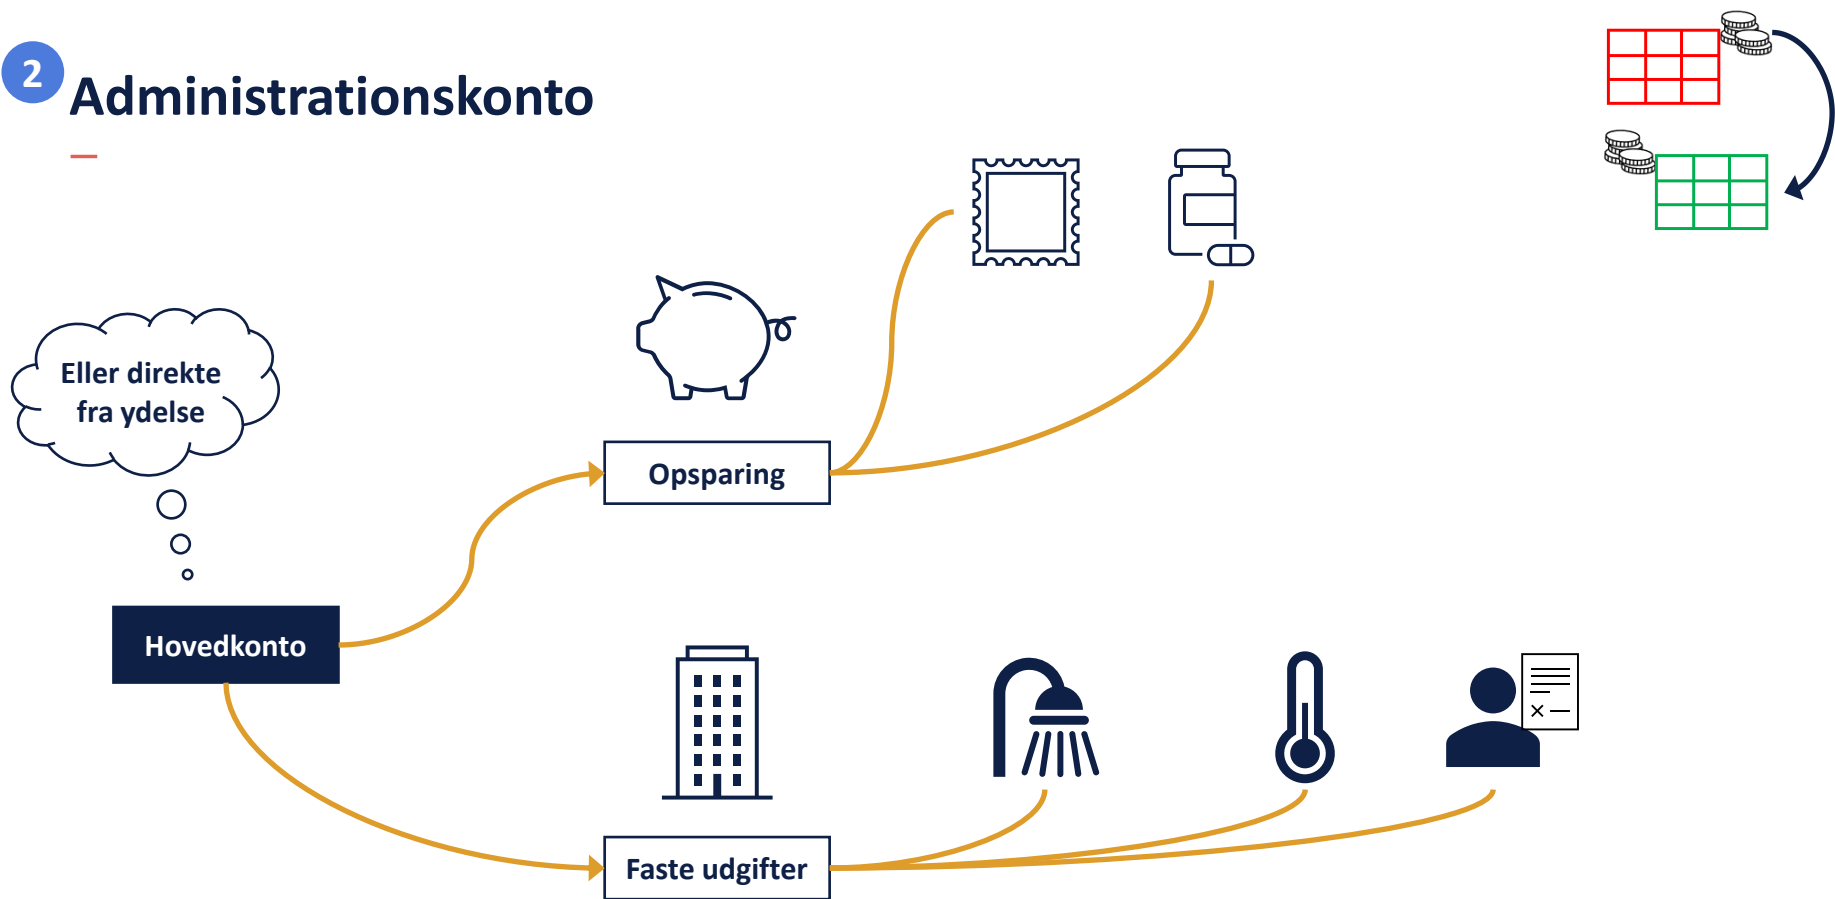 2
Administrationskonto
Eller direkte
fra ydelse
Opsparing
Hovedkonto
Faste udgifter